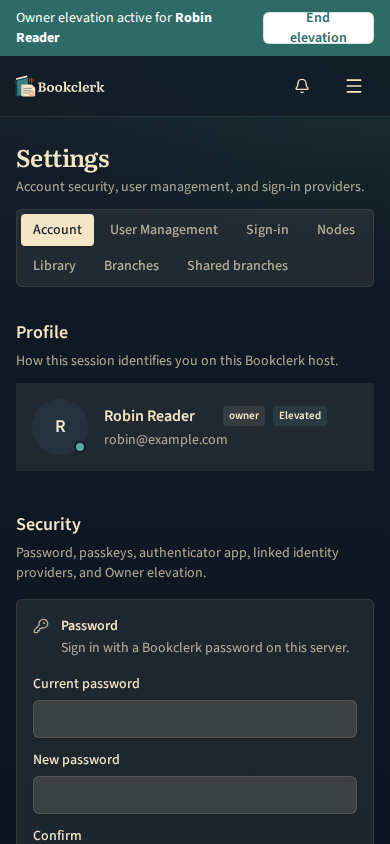 Owner elevation active for Robin
Reader
End
elevation
Bookclerk
Settings
Account security, user management, and sign-in providers.
Account
User Management
Sign-in
Nodes
Library
Branches
Shared branches
Profile
How this session identifies you on this Bookclerk host.
R
Robin Reader
owner
Elevated
robin@example.com
Security
Password, passkeys, authenticator app, linked identity
providers, and Owner elevation.
Password
Sign in with a Bookclerk password on this server.
Current password
New password
Confirm